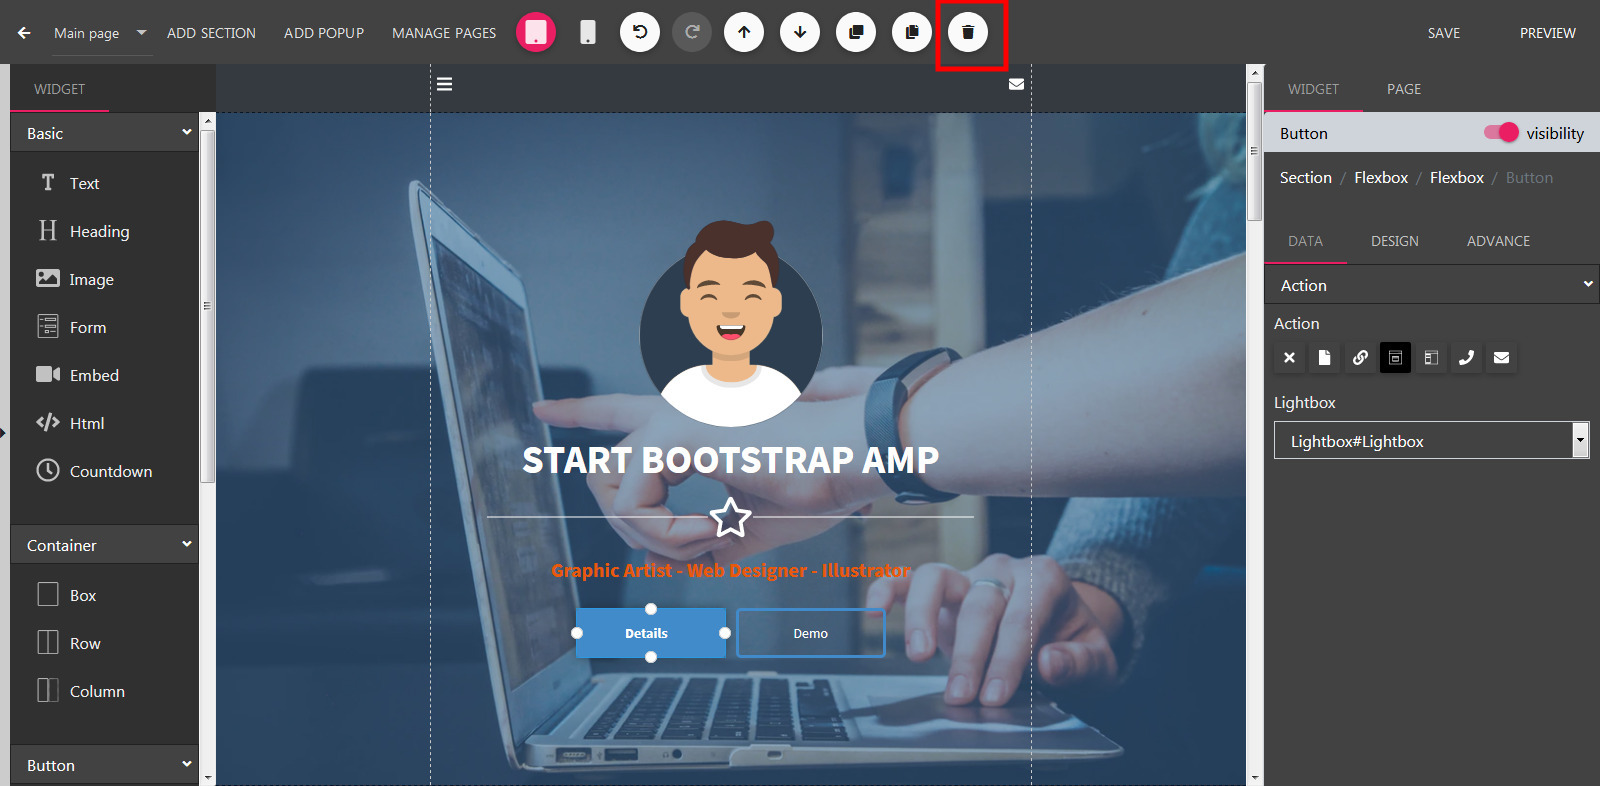 Main page
ADD SECTION
ADD POPUP
MANAGE PAGES
SAVE
PREVIEW
WIDGET
Basic
Text
Heading
Image
Form
Embed
Html
Countdown
Container
Box
Row
Column
Button
START BOOTSTRAP AMP
Graphic Artist - Web Designer - Illustrator
Details
Demo
WIDGET
PAGE
Button
visibility
Section / Flexbox / Flexbox / Button
DATA
DESIGN
ADVANCE
Action
Action
Lightbox
Lightbox#Lightbox